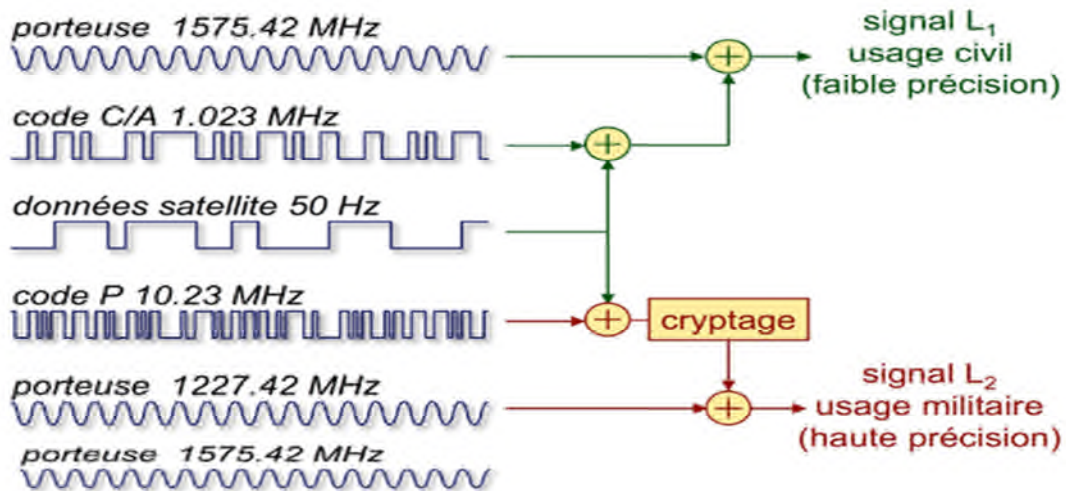 porteuse 1575.42 MHz
signal L₁
usage civil
(faible précision)
code C/A 1.023 MHz
données satellite 50 Hz
code P 10.23 MHz
cryptage
porteuse 1227.42 MHz
signal L₂
usage militaire
(haute précision)
porteuse 1575.42 MHz